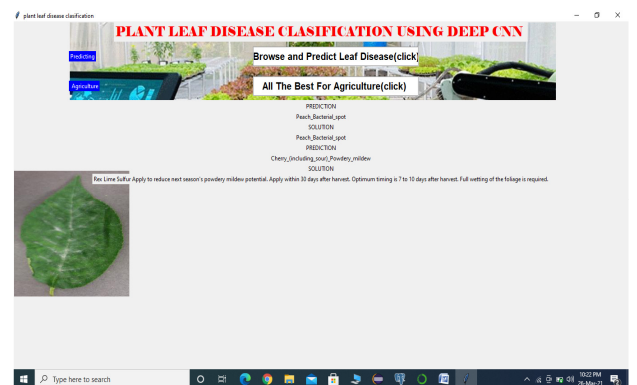 plant leaf disease clasification
PLANT LEAF DISEASE CLASIFICATION USING DEEP CNN
Predicting
Browse and Predict Leaf Disease(click)
Agriculture
All The Best For Agriculture(click)
PREDICTION
Peach_Bacterial_spot
SOLUTION
Peach_Bacterial_spot
PREDICTION
Cherry_(including_sour)_Powdery_mildew
SOLUTION
Rex Lime Sulfur Apply to reduce next season's powdery mildew potential. Apply within 30 days after harvest. Optimum timing is 7 to 10 days after harvest. Full wetting of the foliage is required.
Type here to search
10:22 PM
26-Mar-21